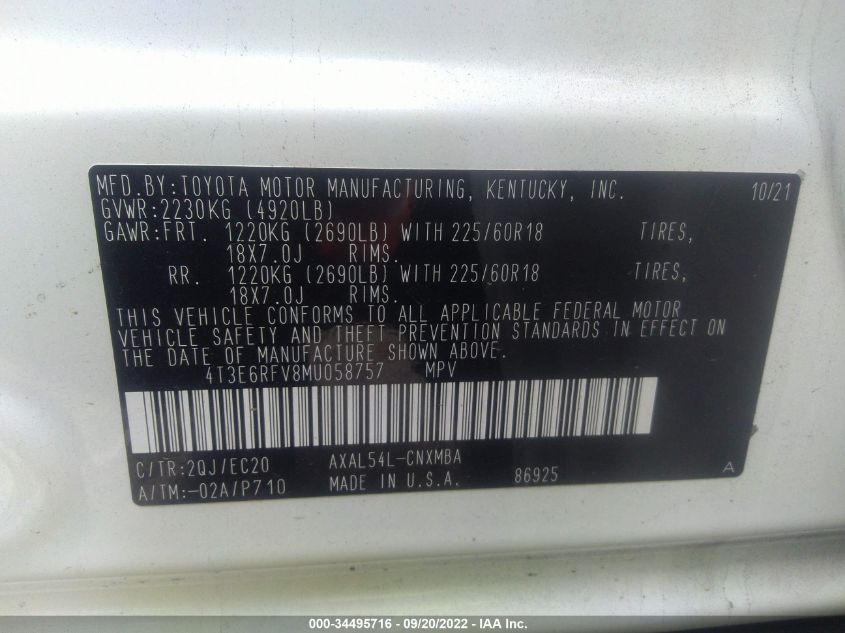 MFD.BY:TOYOTA MOTOR MANUFACTURING, KENTUCKY, INC. 10/21
GVWR:2230KG (4920LB)
GAWR:FRT. 1220KG (2690LB) WITH 225/60R18 TIRES,
18X7.0J RIMS.
RR. 1220KG (2690LB) WITH 225/60R18 TIRES,
18X7.0J RIMS.
THIS VEHICLE CONFORMS TO ALL APPLICABLE FEDERAL MOTOR
VEHICLE SAFETY AND THEFT PREVENTION STANDARDS IN EFFECT ON
THE DATE OF MANUFACTURE SHOWN ABOVE.
4T3E6RFV8MU058757 MPV
C/TR:2QJ/EC20 AXAL54L-CNXMBA
A/TM:-02A/P710 MADE IN U.S.A. 86925 A
000-34495716 - 09/20/2022 - IAA Inc.